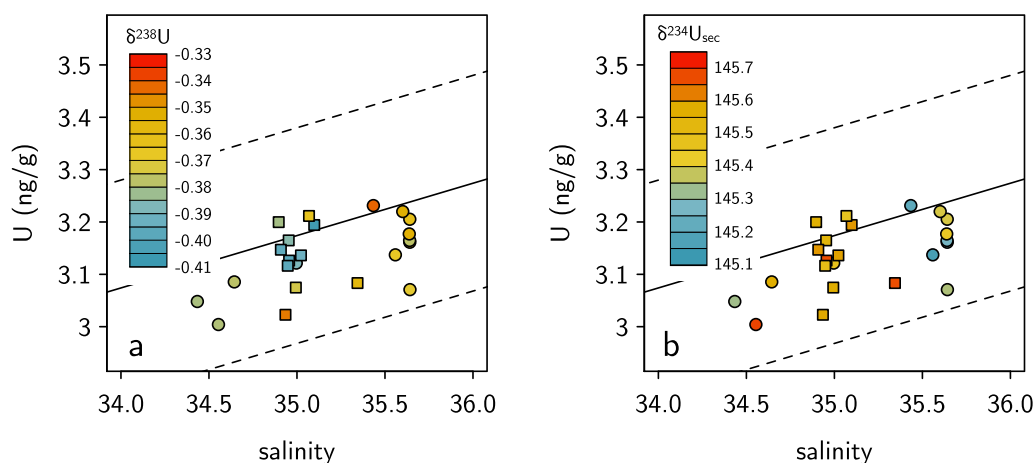 δ²³⁸U
-0.33
-0.34
-0.35
-0.36
-0.37
-0.38
-0.39
-0.40
-0.41
U (ng/g)
3.5
3.4
3.3
3.2
3.1
3
a
34.0 34.5 35.0 35.5 36.0
salinity
δ²³⁴Usec
145.7
145.6
145.5
145.4
145.3
145.2
145.1
U (ng/g)
3.5
3.4
3.3
3.2
3.1
3
b
34.0 34.5 35.0 35.5 36.0
salinity